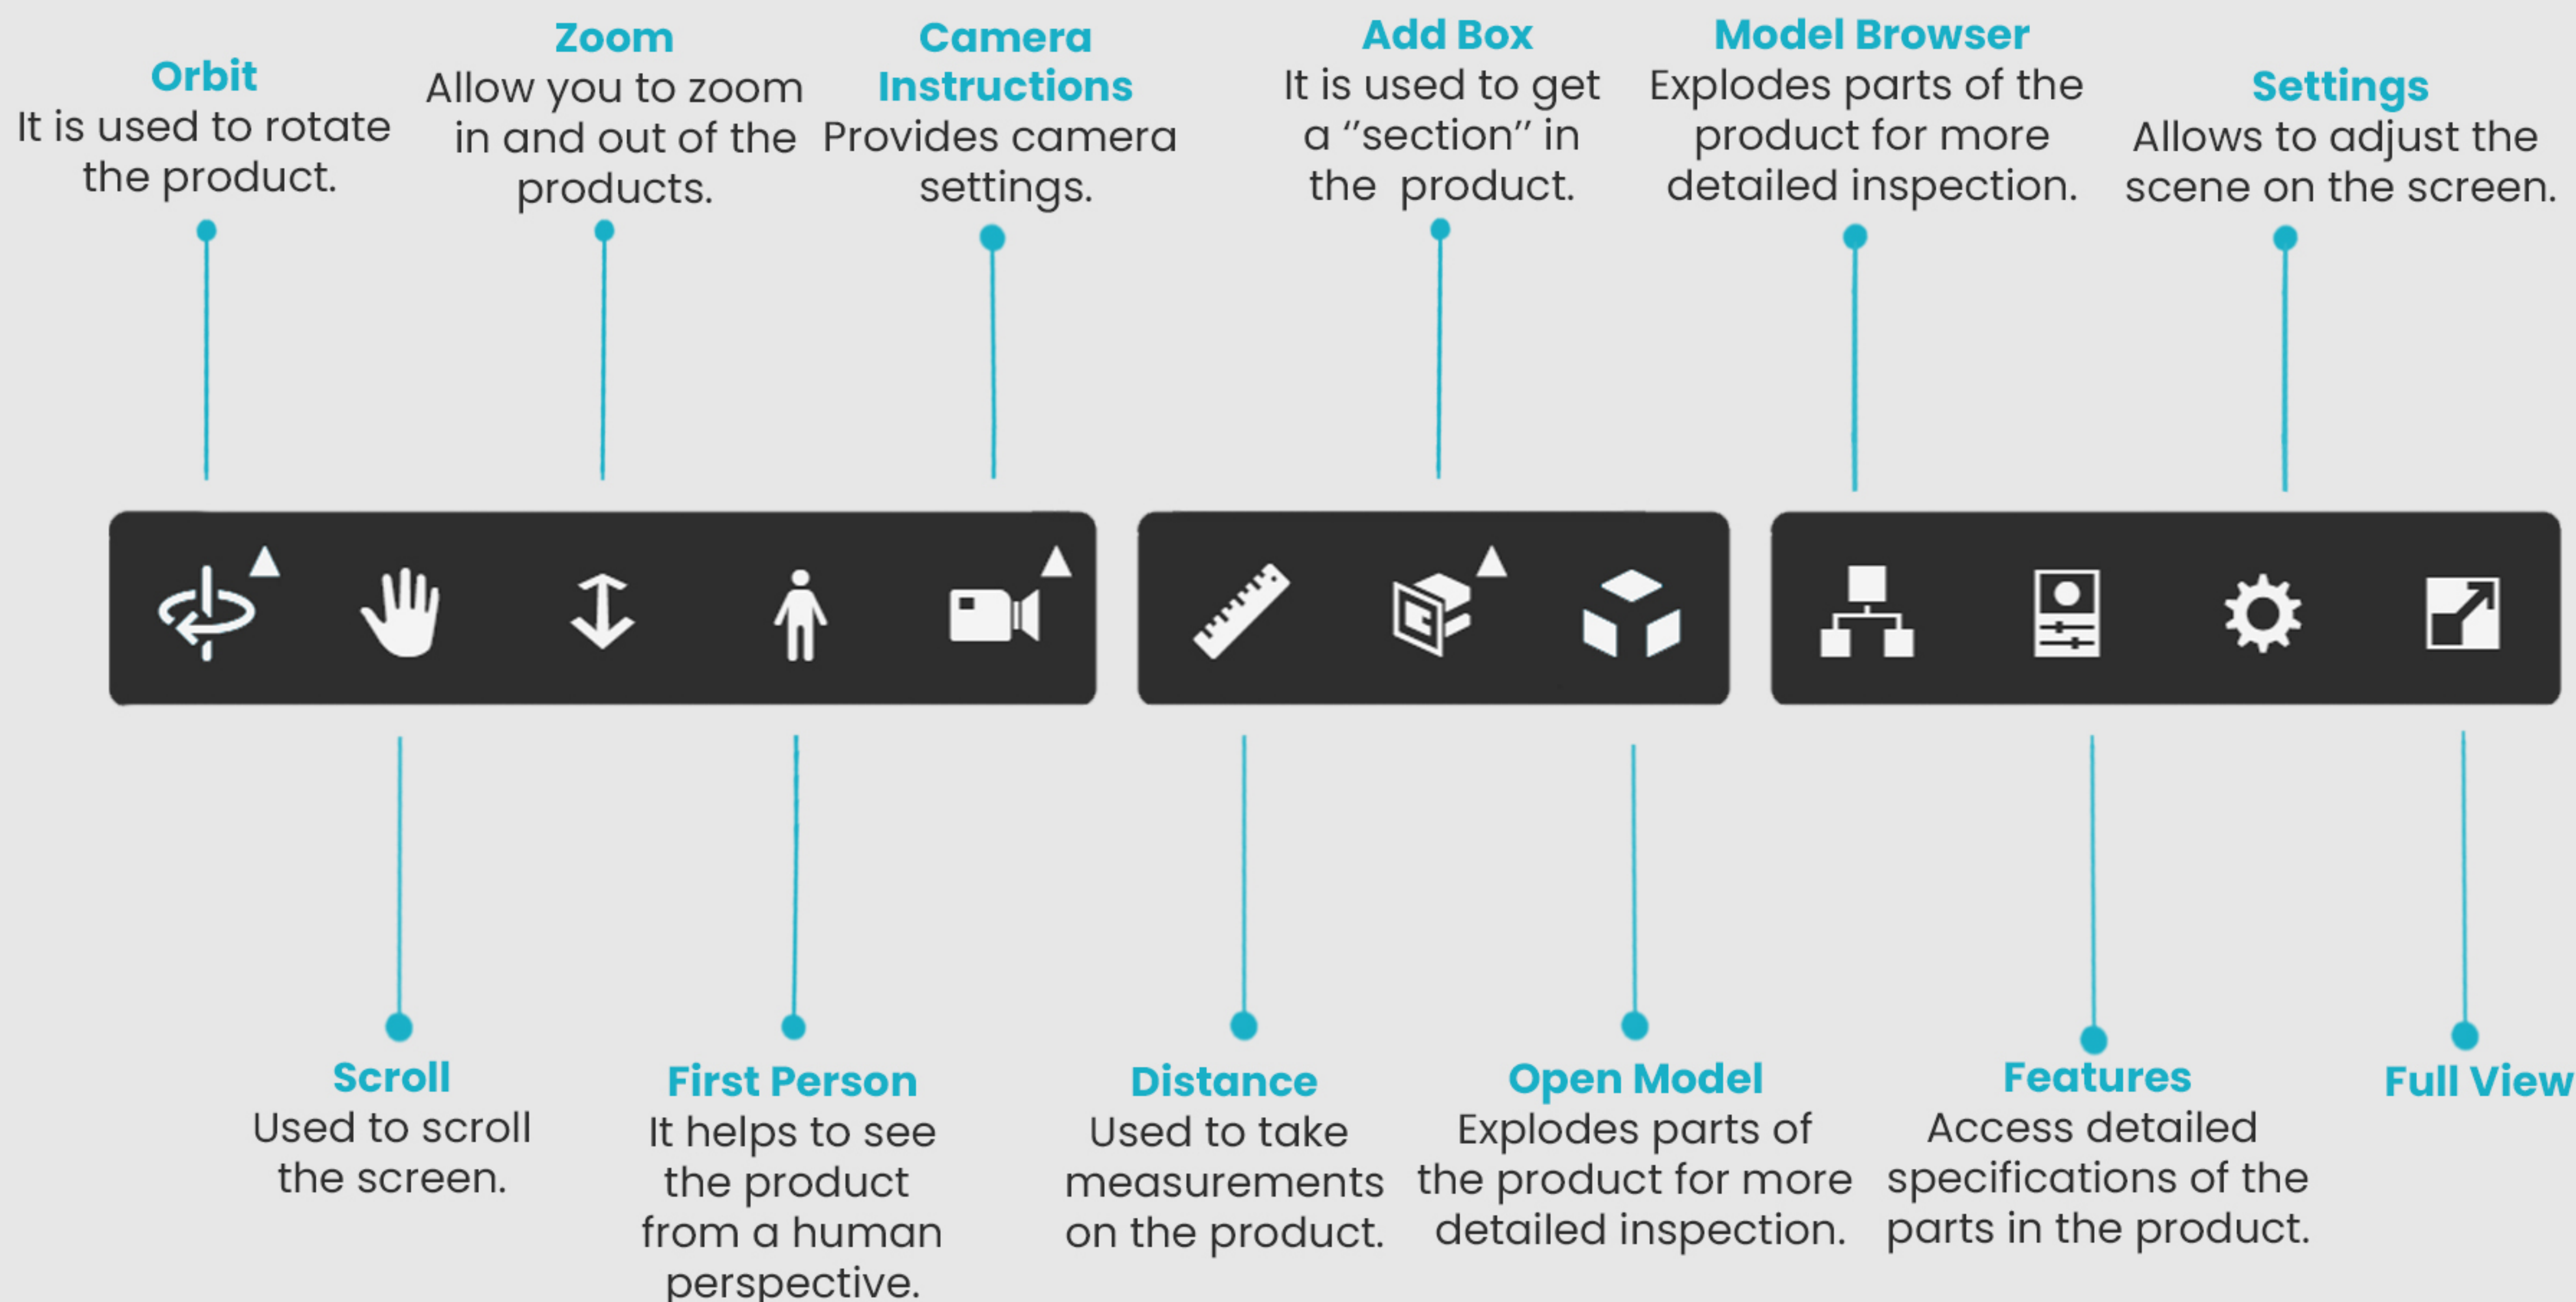 Orbit
It is used to rotate
the product.
Zoom
Allow you to zoom
in and out of the
products.
Camera
Instructions
Provides camera
settings.
Add Box
It is used to get
a ‘‘section’’ in
the product.
Model Browser
Explodes parts of the
product for more
detailed inspection.
Settings
Allows to adjust the
scene on the screen.
Scroll
Used to scroll
the screen.
First Person
It helps to see
the product
from a human
perspective.
Distance
Used to take
measurements
on the product.
Open Model
Explodes parts of
the product for more
detailed inspection.
Features
Access detailed
specifications of the
parts in the product.
Full View